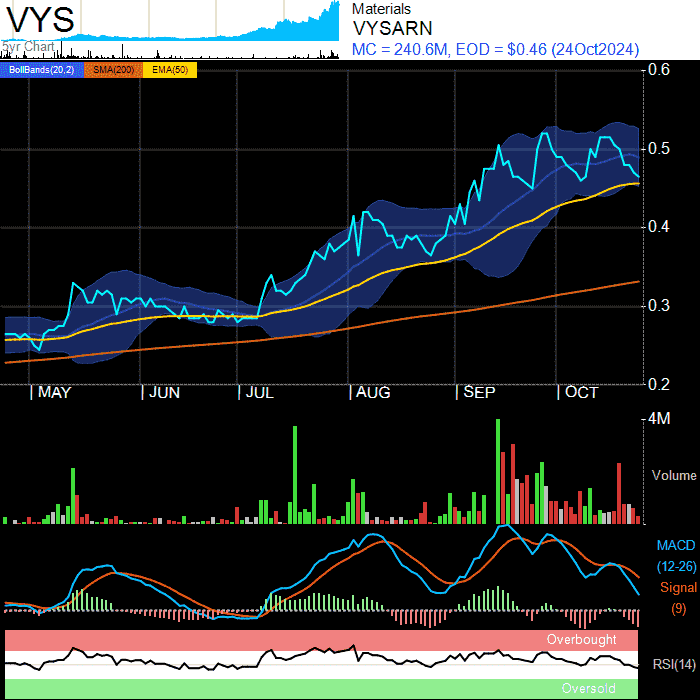 VYS
5yr Chart
Materials
VYSARN
MC = 240.6M, EOD = $0.46 (24Oct2024)
BollBands(20,2) SMA(200) EMA(50)
0.6
0.5
0.4
0.3
0.2
MAY JUN JUL AUG SEP OCT
4M
Volume
MACD
(12-26)
Signal
(9)
Overbought
RSI(14)
Oversold